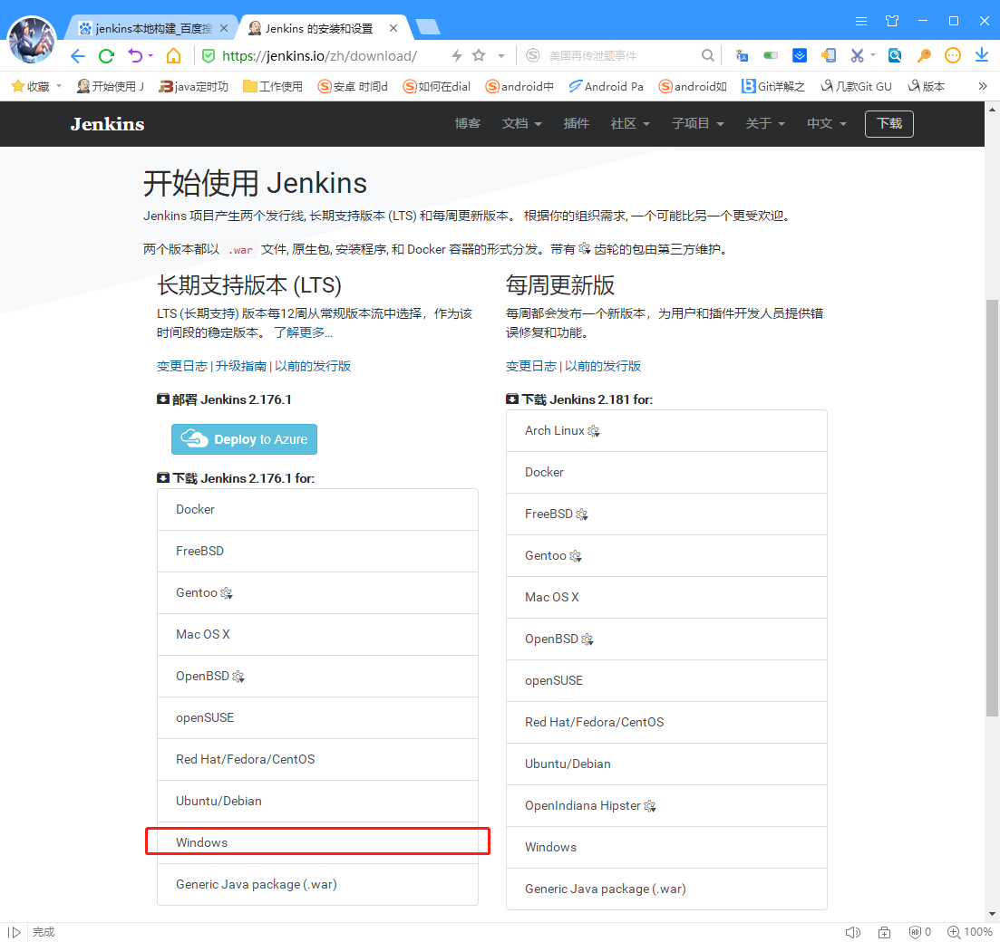 jenkins本地构建_百度搜
Jenkins 的安装和设置
https://jenkins.io/zh/download/
美国再传泄题事件
收藏
开始使用 J
java定时功
工作使用
安卓 时间d
如何在dial
android中
Android Pa
android如
Git详解之
几款Git GU
版本
Jenkins
博客
文档
插件
社区
子项目
关于
中文
下载
开始使用 Jenkins
Jenkins 项目产生两个发行线, 长期支持版本 (LTS) 和每周更新版本。 根据你的组织需求, 一个可能比另一个更受欢迎。
两个版本都以 .war 文件, 原生包, 安装程序, 和 Docker 容器的形式分发。带有 齿轮的包由第三方维护。
长期支持版本 (LTS)
LTS (长期支持) 版本每12周从常规版本流中选择，作为该
时间段的稳定版本。 了解更多...
变更日志 | 升级指南 | 以前的发行版
部署 Jenkins 2.176.1
Deploy to Azure
下载 Jenkins 2.176.1 for:
Docker
FreeBSD
Gentoo
Mac OS X
OpenBSD
openSUSE
Red Hat/Fedora/CentOS
Ubuntu/Debian
Windows
Generic Java package (.war)
每周更新版
每周都会发布一个新版本，为用户和插件开发人员提供错
误修复和功能。
变更日志 | 以前的发行版
下载 Jenkins 2.181 for:
Arch Linux
Docker
FreeBSD
Gentoo
Mac OS X
OpenBSD
openSUSE
Red Hat/Fedora/CentOS
Ubuntu/Debian
OpenIndiana Hipster
Windows
Generic Java package (.war)
完成
0
100%